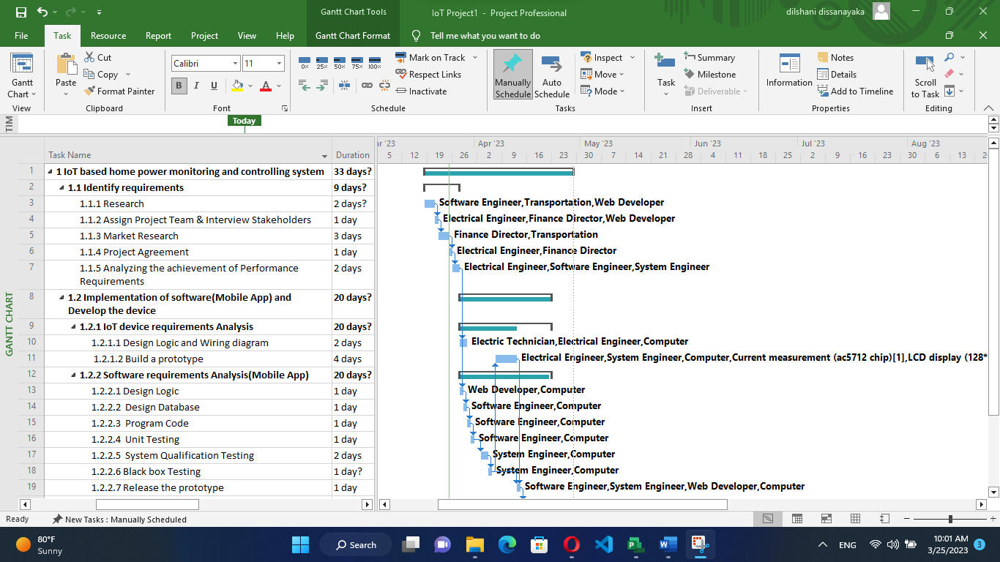 Gantt Chart Tools
IoT Project1 - Project Professional
dilshani dissanayaka
File Task Resource Report Project View Help Gantt Chart Format Tell me what you want to do
Gantt Chart
View
Paste
Cut
Copy
Format Painter
Clipboard
Calibri 11
B I U A
Font
0% 25% 50% 75% 100%
Mark on Track
Respect Links
Inactivate
Schedule
Manually Schedule
Auto Schedule
Inspect
Move
Mode
Tasks
Task
Summary
Milestone
Deliverable
Insert
Information
Notes
Details
Add to Timeline
Properties
Scroll to Task
Editing
TIM
Today
GANTT CHART
Task Name Duration
Apr '23 May '23 Jun '23 Jul '23 Aug '23
5 12 19 26 2 9 16 23 30 7 14 21 28 4 11 18 25 2 9 16 23 30 6 13
1 1 IoT based home power monitoring and controlling system 33 days?
2 1.1 Identify requirements 9 days?
3 1.1.1 Research 2 days? Software Engineer,Transportation,Web Developer
4 1.1.2 Assign Project Team & Interview Stakeholders 1 day Electrical Engineer,Finance Director,Web Developer
5 1.1.3 Market Research 3 days Finance Director,Transportation
6 1.1.4 Project Agreement 1 day Electrical Engineer,Finance Director
7 1.1.5 Analyzing the achievement of Performance 2 days Electrical Engineer,Software Engineer,System Engineer
Requirements
8 1.2 Implementation of software(Mobile App) and 20 days?
Develop the device
9 1.2.1 IoT device requirements Analysis 20 days?
10 1.2.1.1 Design Logic and Wiring diagram 2 days Electric Technician,Electrical Engineer,Computer
11 1.2.1.2 Build a prototype 4 days Electrical Engineer,System Engineer,Computer,Current measurement (ac5712 chip)[1],LCD display (128*
12 1.2.2 Software requirements Analysis(Mobile App) 20 days?
13 1.2.2.1 Design Logic 1 day Web Developer,Computer
14 1.2.2.2 Design Database 1 day Software Engineer,Computer
15 1.2.2.3 Program Code 1 day Software Engineer,Computer
16 1.2.2.4 Unit Testing 1 day Software Engineer,Computer
17 1.2.2.5 System Qualification Testing 2 days System Engineer,Computer
18 1.2.2.6 Black box Testing 1 day? System Engineer,Computer
19 1.2.2.7 Release the prototype 1 day Software Engineer,System Engineer,Web Developer,Computer
Ready New Tasks : Manually Scheduled
80°F
Sunny
Search
ENG
10:01 AM
3/25/2023
3